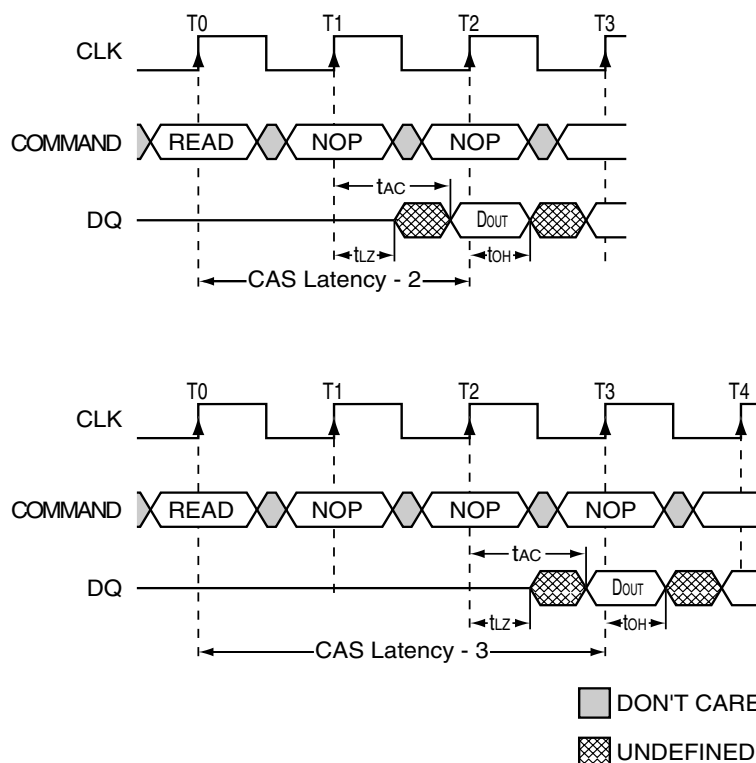 T0 T1 T2 T3
CLK
COMMAND READ NOP NOP
tAC
DQ DOUT
tLZ tOH
CAS Latency - 2
T0 T1 T2 T3 T4
CLK
COMMAND READ NOP NOP NOP
tAC
DQ DOUT
tLZ tOH
CAS Latency - 3
DON'T CARE
UNDEFINED